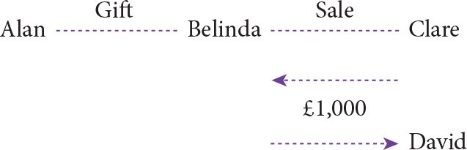 Gift Sale
Alan Belinda Clare
£1,000
David